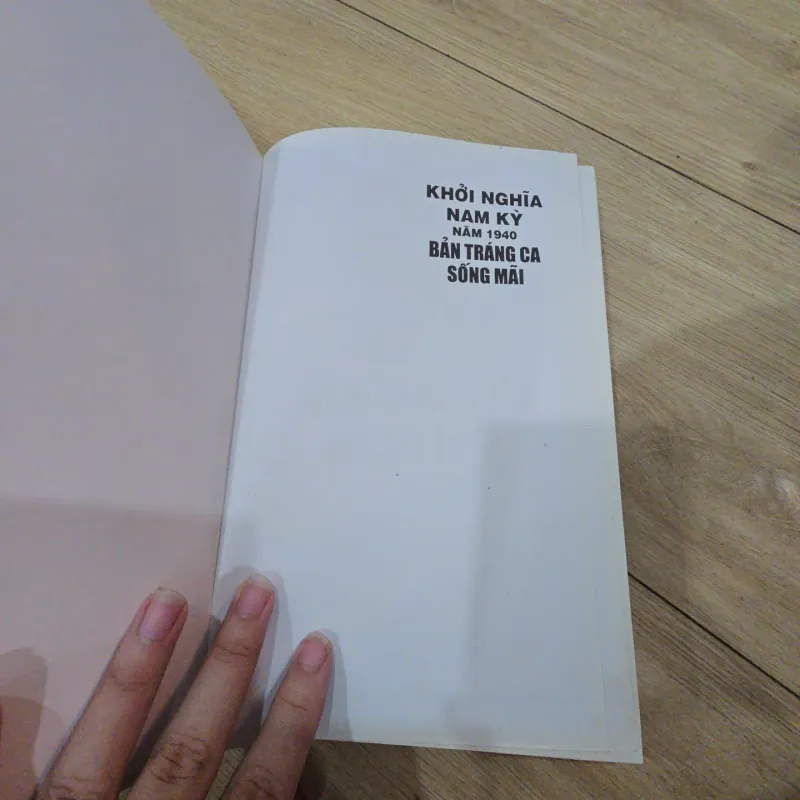 KHỞI NGHĨA
NAM KỲ
NĂM 1940
BẢN TRÁNG CA
SỐNG MÃI